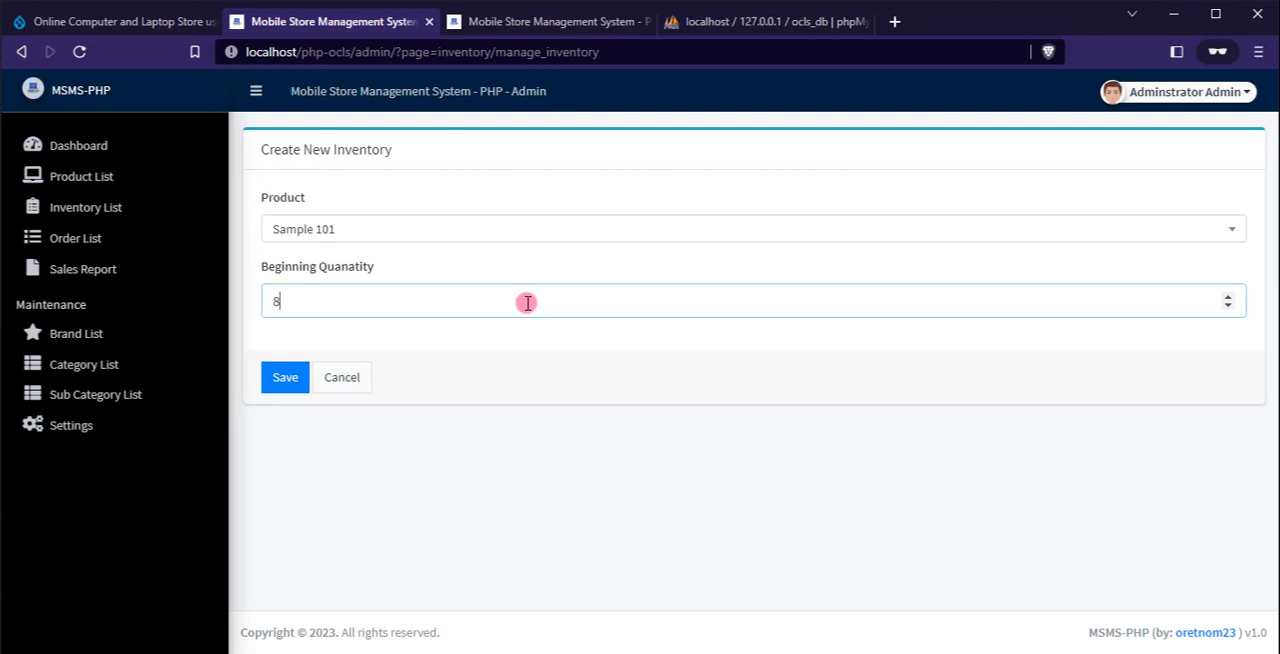 Online Computer and Laptop Store us
Mobile Store Management System
Mobile Store Management System - P
localhost / 127.0.0.1 / ocls_db | phpMy
localhost/php-ocls/admin/?page=inventory/manage_inventory
MSMS-PHP
Mobile Store Management System - PHP - Admin
Adminstrator Admin
Dashboard
Product List
Inventory List
Order List
Sales Report
Maintenance
Brand List
Category List
Sub Category List
Settings
Create New Inventory
Product
Sample 101
Beginning Quanatity
8
Save
Cancel
Copyright © 2023. All rights reserved.
MSMS-PHP (by: oretnom23 ) v1.0